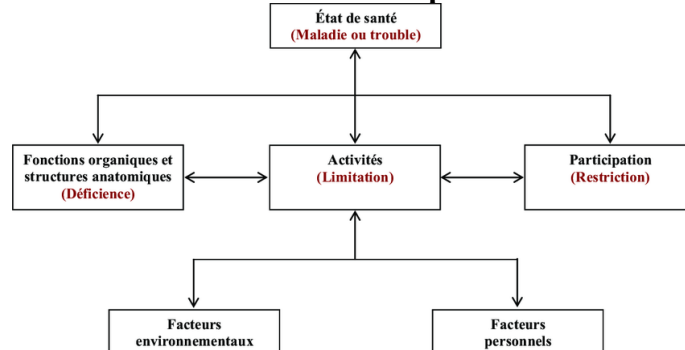 État de santé
(Maladie ou trouble)
Fonctions organiques et
structures anatomiques
(Déficience)
Activités
(Limitation)
Participation
(Restriction)
Facteurs
environnementaux
Facteurs
personnels